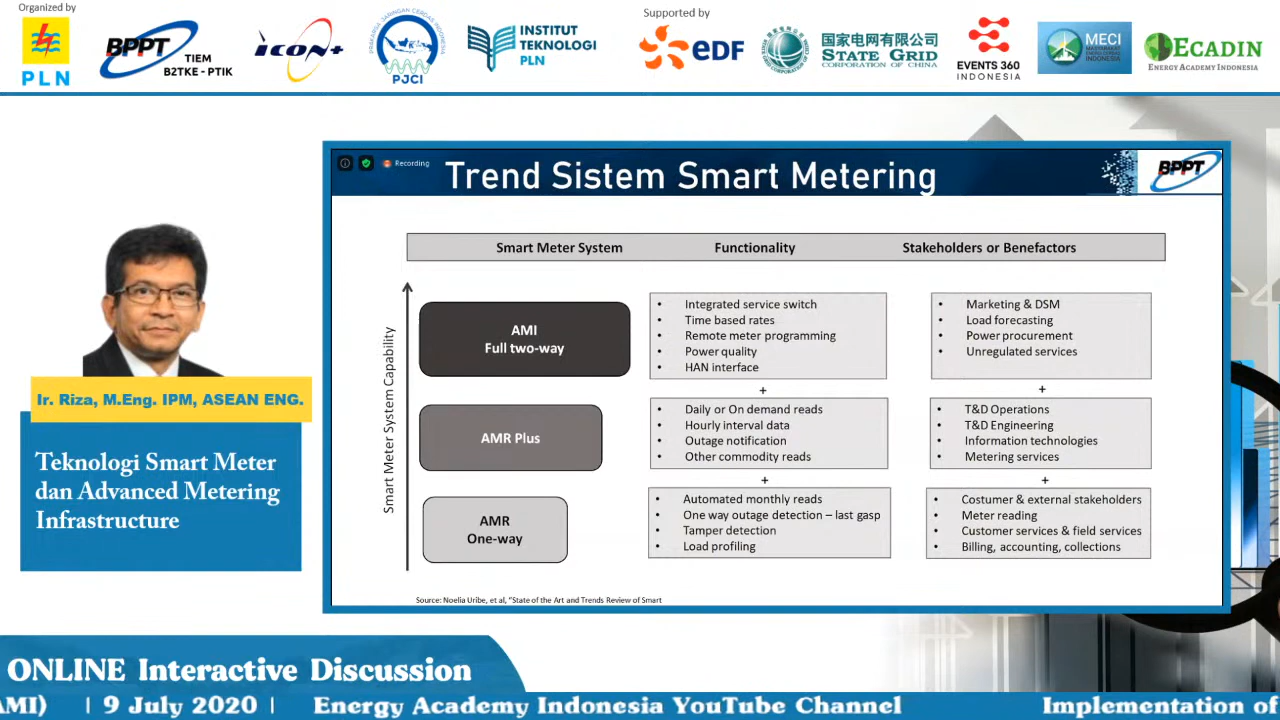 Organized by
Supported by
PLN
BPPT
TIEM
B2TKE - PTIK
icon+
PRAKARSA JARINGAN CERDAS INDONESIA
PJCI
INSTITUT
TEKNOLOGI
PLN
eDF
国家电网有限公司
STATE GRID
CORPORATION OF CHINA
EVENTS 360
INDONESIA
MECI
ECADIN
ENERGY ACADEMY INDONESIA
Recording
Trend Sistem Smart Metering
BPPT
Smart Meter System Functionality Stakeholders or Benefactors
Smart Meter System Capability
AMI
Full two-way
• Integrated service switch
• Time based rates
• Remote meter programming
• Power quality
• HAN interface
• Marketing & DSM
• Load forecasting
• Power procurement
• Unregulated services
+
+
AMR Plus
• Daily or On demand reads
• Hourly interval data
• Outage notification
• Other commodity reads
• T&D Operations
• T&D Engineering
• Information technologies
• Metering services
+
+
AMR
One-way
• Automated monthly reads
• One way outage detection – last gasp
• Tamper detection
• Load profiling
• Costumer & external stakeholders
• Meter reading
• Customer services & field services
• Billing, accounting, collections
Source: Noelia Uribe, et al, "State of the Art and Trends Review of Smart
Ir. Riza, M.Eng. IPM, ASEAN ENG.
Teknologi Smart Meter
dan Advanced Metering
Infrastructure
ONLINE Interactive Discussion
AMI) | 9 July 2020 | Energy Academy Indonesia YouTube Channel Implementation of